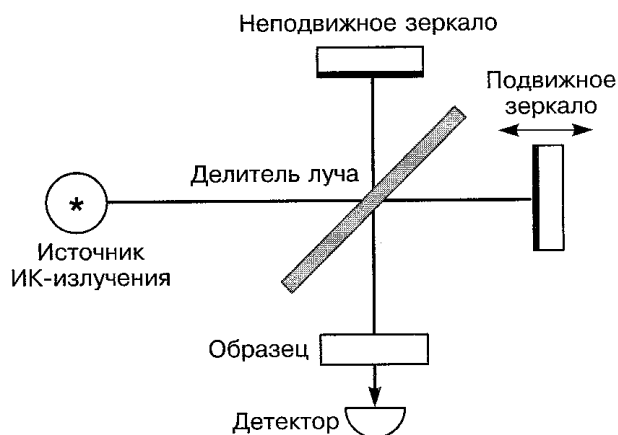 Неподвижное зеркало
Подвижное
зеркало
Делитель луча
*
Источник
ИК-излучения
Образец
Детектор